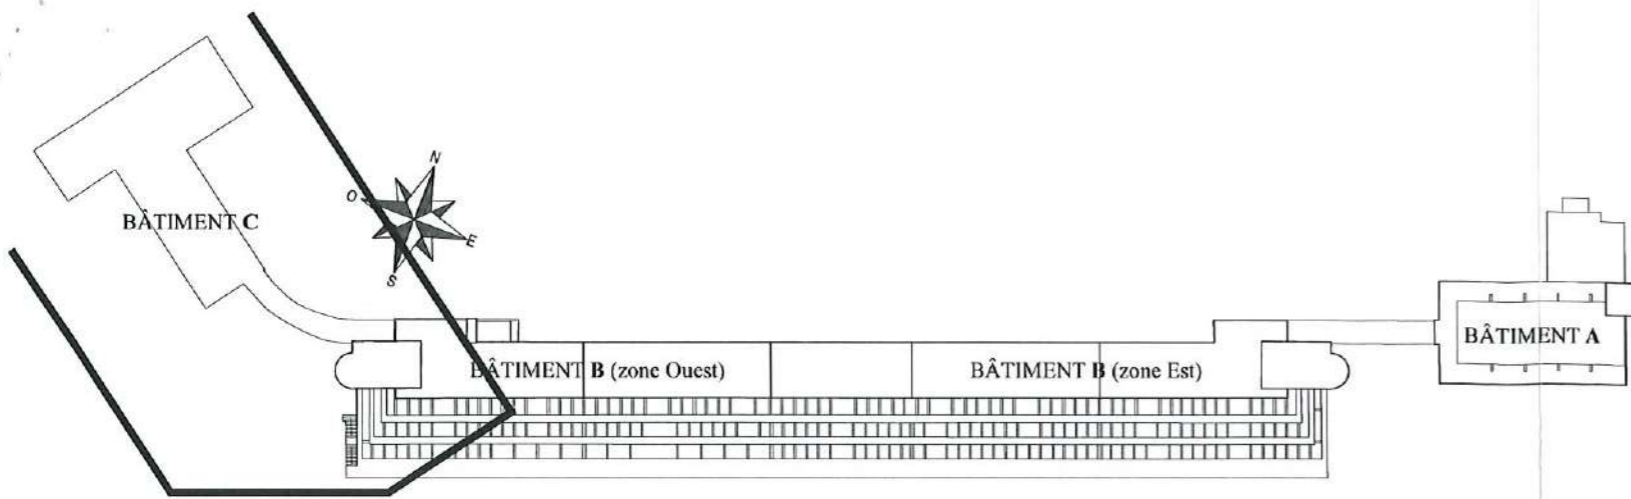 N
O
BÂTIMENT C
E
S
BÂTIMENT A
BÂTIMENT B (zone Ouest)
BÂTIMENT B (zone Est)